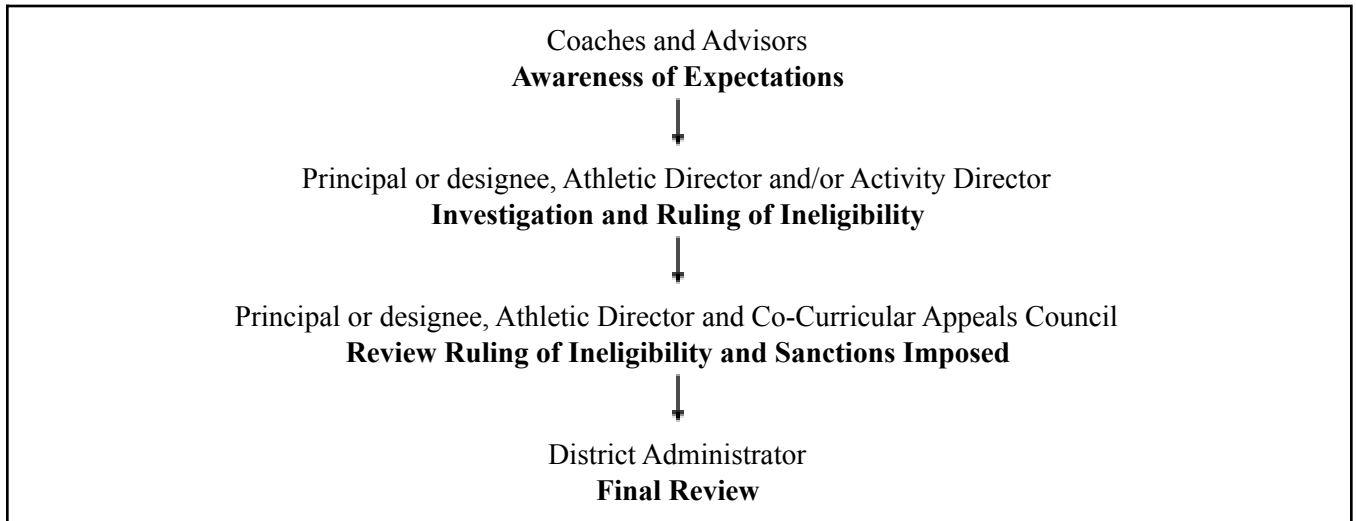 Coaches and Advisors
Awareness of Expectations
Principal or designee, Athletic Director and/or Activity Director
Investigation and Ruling of Ineligibility
Principal or designee, Athletic Director and Co-Curricular Appeals Council
Review Ruling of Ineligibility and Sanctions Imposed
District Administrator
Final Review